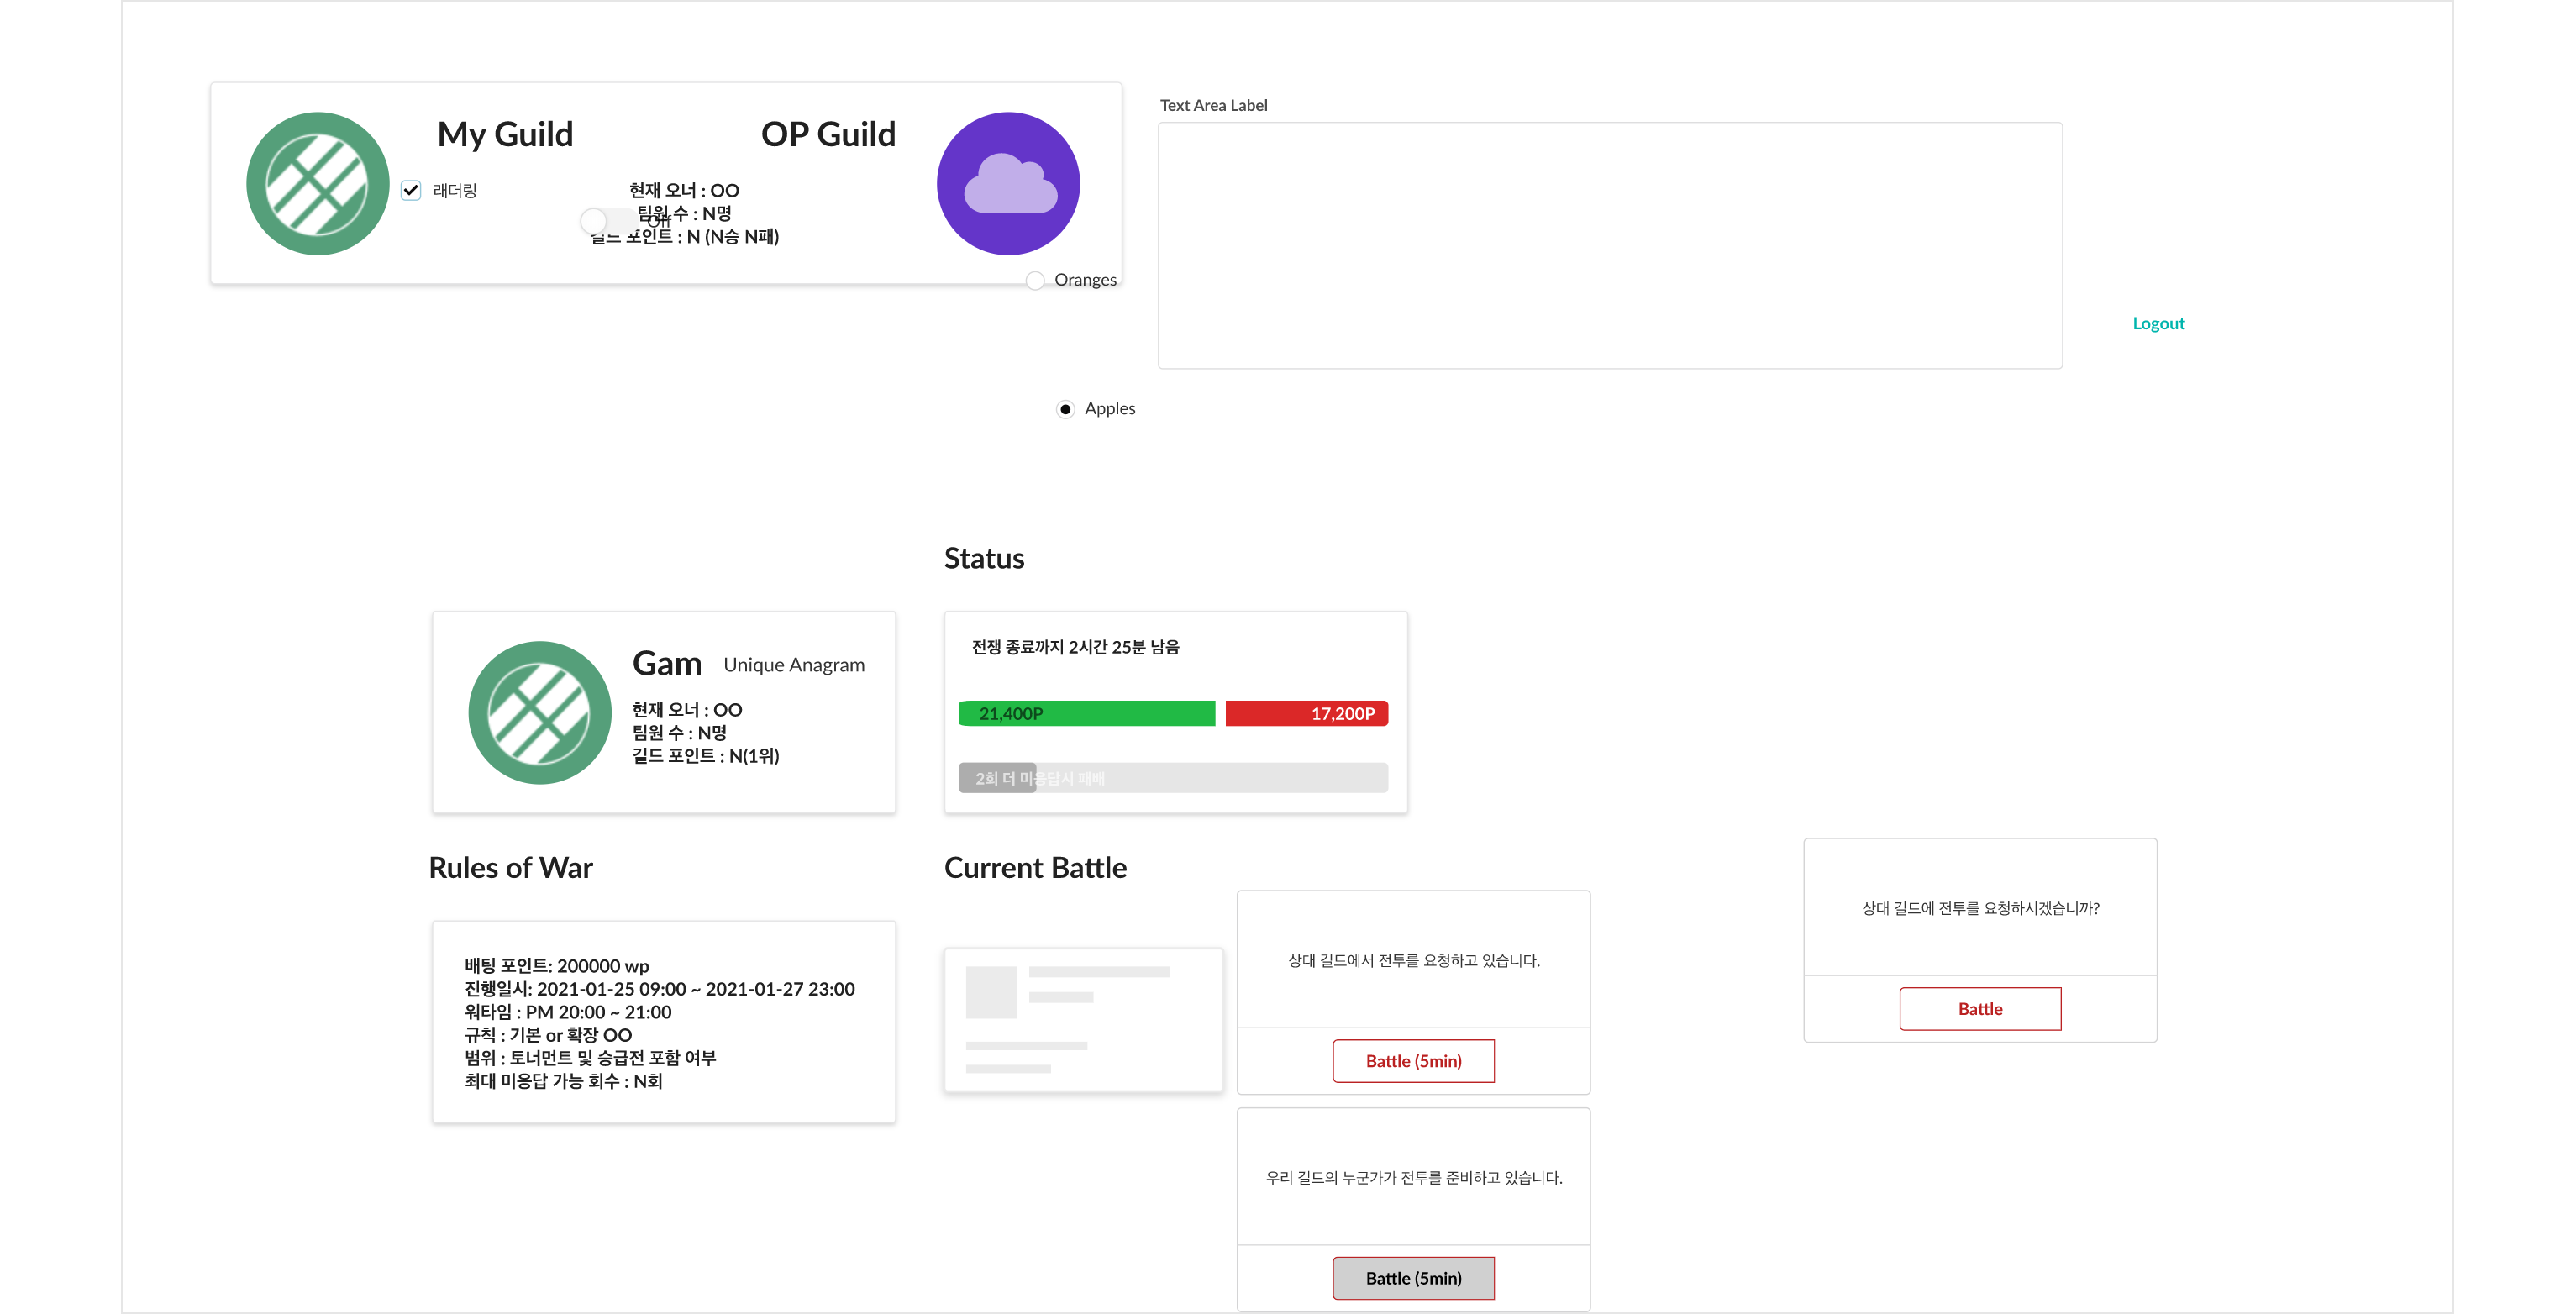 My Guild
OP Guild
래더링
현재 오너 : OO
팀원 수 : N명
Off
길드 포인트 : N (N승 N패)
Oranges
Text Area Label
Logout
Apples
Status
Gam Unique Anagram
현재 오너 : OO
팀원 수 : N명
길드 포인트 : N(1위)
전쟁 종료까지 2시간 25분 남음
21,400P
17,200P
2회 더 미응답시 패배
Rules of War
배팅 포인트: 200000 wp
진행일시: 2021-01-25 09:00 ~ 2021-01-27 23:00
워타임 : PM 20:00 ~ 21:00
규칙 : 기본 or 확장 OO
범위 : 토너먼트 및 승급전 포함 여부
최대 미응답 가능 회수 : N회
Current Battle
상대 길드에서 전투를 요청하고 있습니다.
Battle (5min)
우리 길드의 누군가가 전투를 준비하고 있습니다.
Battle (5min)
상대 길드에 전투를 요청하시겠습니까?
Battle